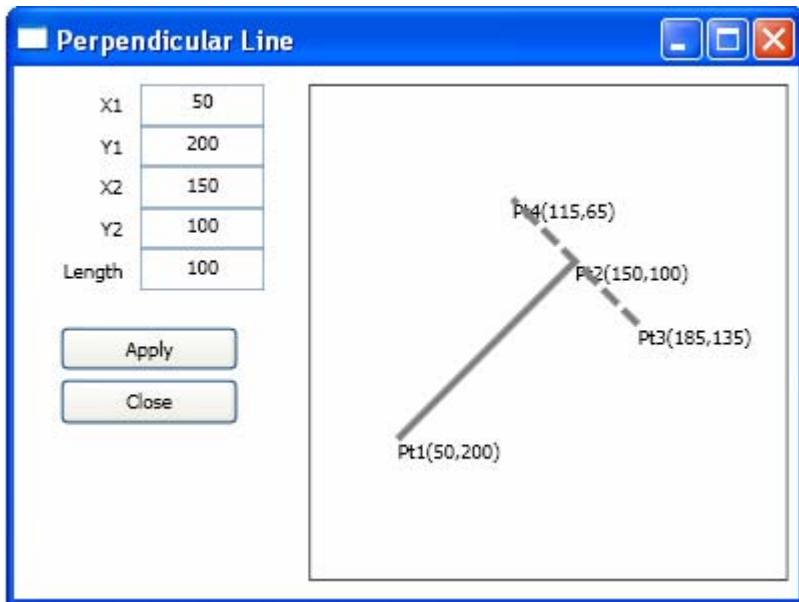 Perpendicular Line
X1 50
Y1 200
X2 150
Y2 100
Length 100
Apply
Close
Pt4(115,65)
Pt2(150,100)
Pt3(185,135)
Pt1(50,200)